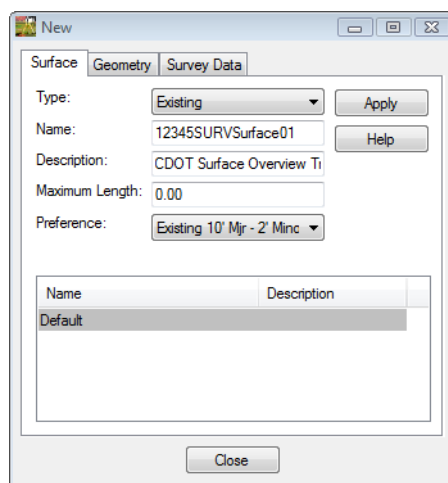 New
Surface Geometry Survey Data
Type: Existing Apply
Name: 12345SURVSurface01 Help
Description: CDOT Surface Overview
Maximum Length: 0.00
Preference: Existing 10' Mjr - 2' Minc
Name Description
Default
Close